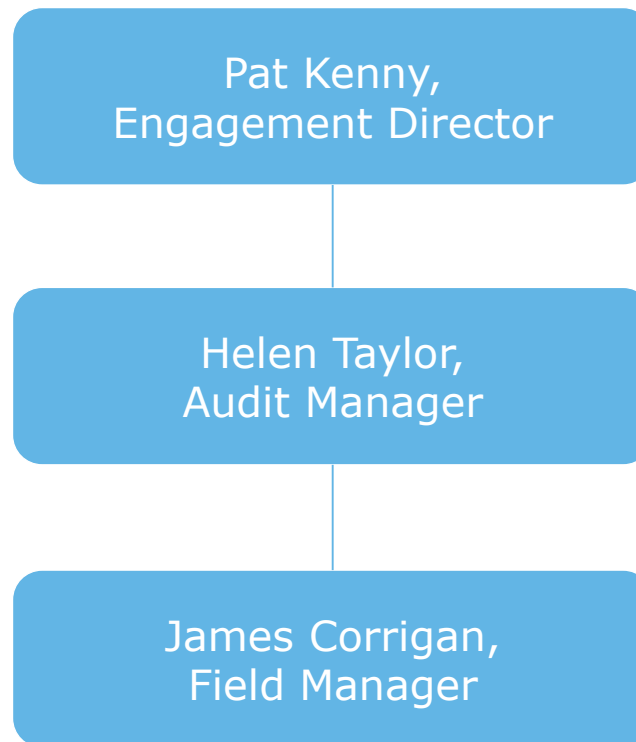 Pat Kenny,
Engagement Director
Helen Taylor,
Audit Manager
James Corrigan,
Field Manager